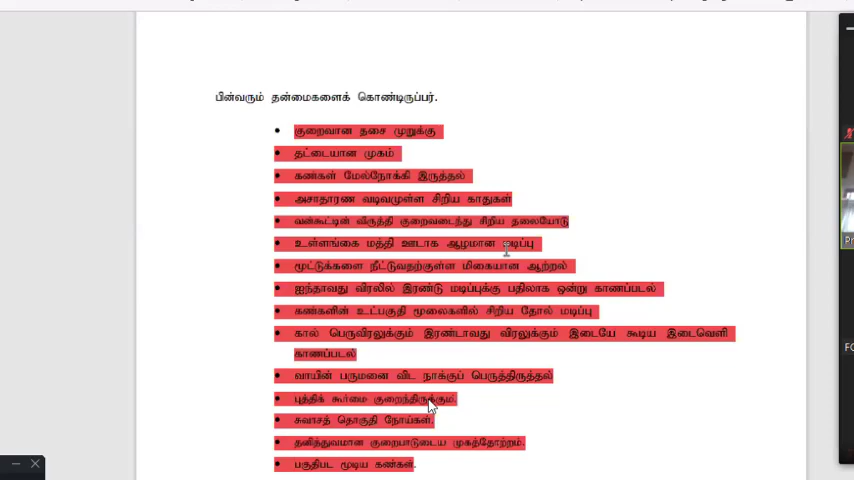 பின்வரும் தன்மைகளைக் கொண்டிருப்பர்.
• குறைவான தசை முறுக்கு
• தட்டையான முகம்
• கண்கள் மேல்நோக்கி இருத்தல்
• அசாதாரண வடிவமுள்ள சிறிய காதுகள்
• வன்கூட்டின் விருத்தி குறைவடைந்து சிறிய தலையோடு
• உள்ளங்கை மத்தி ஊடாக ஆழமான மடிப்பு
• மூட்டுக்களை நீட்டுவதற்குள்ள மிகையான ஆற்றல்
• ஐந்தாவது விரலில் இரண்டு மடிப்புக்கு பதிலாக ஒன்று காணப்படல்
• கண்களின் உட்பகுதி மூலைகளில் சிறிய தோல் மடிப்பு
• கால் பெருவிரலுக்கும் இரண்டாவது விரலுக்கும் இடையே கூடிய இடைவெளி
காணப்படல்
• வாயின் பருமனை விட நாக்குப் பெருத்திருத்தல்
• புத்திக் கூர்மை குறைந்திருக்கும்.
• சுவாசத் தொகுதி நோய்கள்.
• தனித்துவமான குறைபாடுடைய முகத்தோற்றம்.
• பகுதிபட மூடிய கண்கள்.